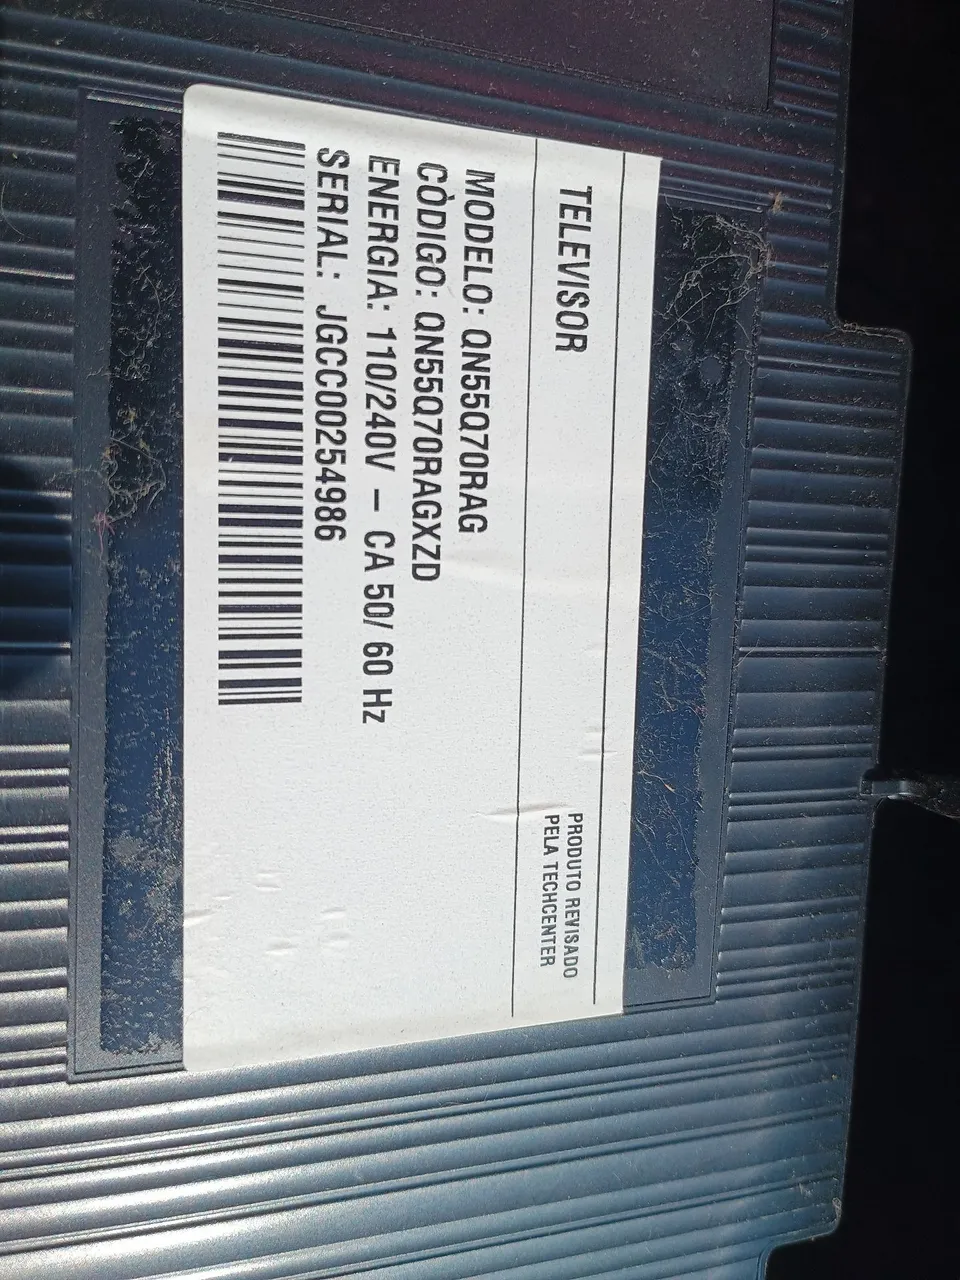 TELEVISOR
PRODUTO REVISADO
PELA TECHCENTER
MODELO: QN55Q70RAG
CÒDIGO: QN55Q70RAGXZD
ENERGIA: 110/240V – CA 50/ 60 Hz
SERIAL: JGCC00254986